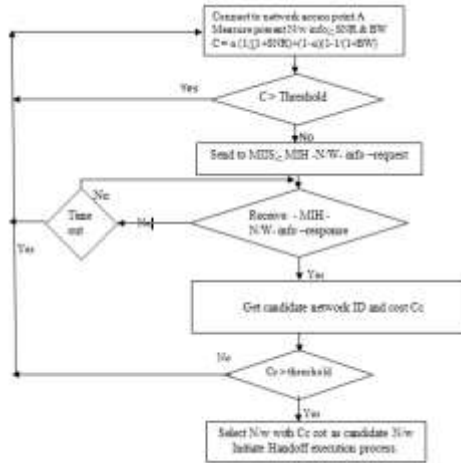 Connect to network access point A
Measure present N/w info:- SNR & BW
C = α (1/(1+SNR)+(1-α)(1-1/(1+BW)
Yes
C > Threshold
No
Send to MIIS:- MIH -N/W- info –request
No
Time
out
No
Receive - MIH -
N/W- info –response
Yes
Yes
Get candidate network ID and cost Cc
No
Cc >threshold
Yes
Select N/w with Cc cot as candidate N/w
Initiate Handoff execution process.